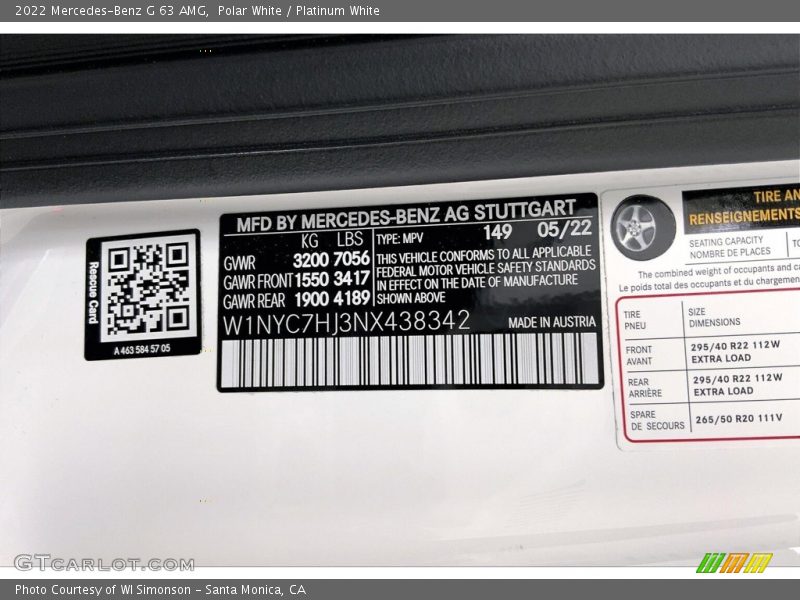 2022 Mercedes-Benz G 63 AMG, Polar White / Platinum White
Rescue Card
A 463 584 57 05
MFD BY MERCEDES-BENZ AG STUTTGART
KG LBS TYPE: MPV 149 05/22
GVWR 3200 7056
GAWR FRONT 1550 3417
GAWR REAR 1900 4189
THIS VEHICLE CONFORMS TO ALL APPLICABLE
FEDERAL MOTOR VEHICLE SAFETY STANDARDS
IN EFFECT ON THE DATE OF MANUFACTURE
SHOWN ABOVE
W1NYC7HJ3NX438342 MADE IN AUSTRIA
TIRE AN
RENSEIGNEMENTS
SEATING CAPACITY
NOMBRE DE PLACES
The combined weight of occupants and ca
Le poids total des occupants et du chargemen
TIRE SIZE
PNEU DIMENSIONS
FRONT 295/40 R22 112W
AVANT EXTRA LOAD
REAR 295/40 R22 112W
ARRIÈRE EXTRA LOAD
SPARE 265/50 R20 111V
DE SECOURS
GTCARLOT.COM
Photo Courtesy of WI Simonson - Santa Monica, CA